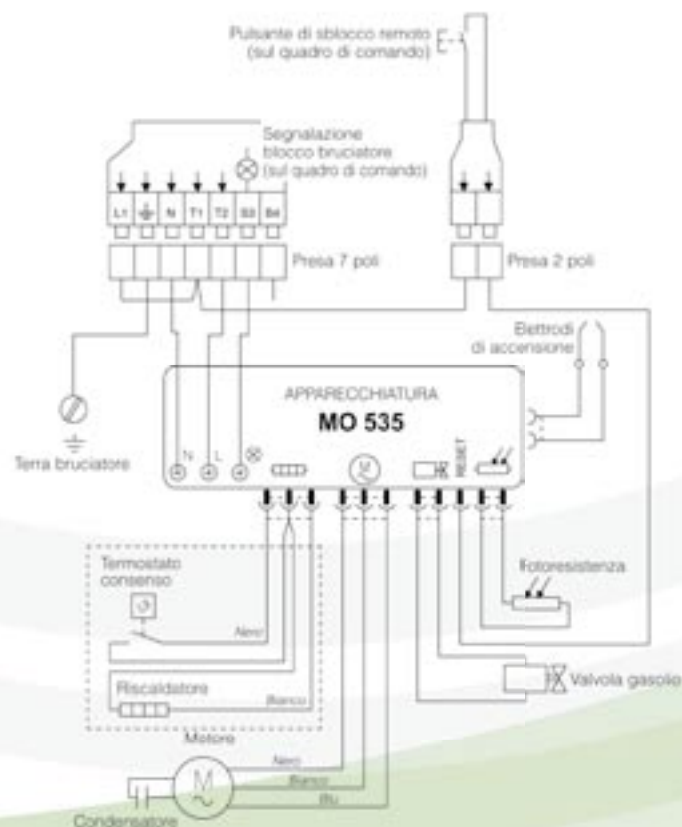 Pulsante di sblocco remoto
(sul quadro di comando)
Segnalazione
blocco bruciatore
(sul quadro di comando)
L1 N T1 T2 S3 B4
Presa 7 poli
Presa 2 poli
Elettrodi
di accensione
APPARECCHIATURA
MO 535
Terra bruciatore
N L
M
RESET
Termostato
consenso
Fotoresistenza
Nero
Riscaldatore
Bianco
Valvola gasolio
Motore
M
Nero
Bianco
Blu
Condensatore